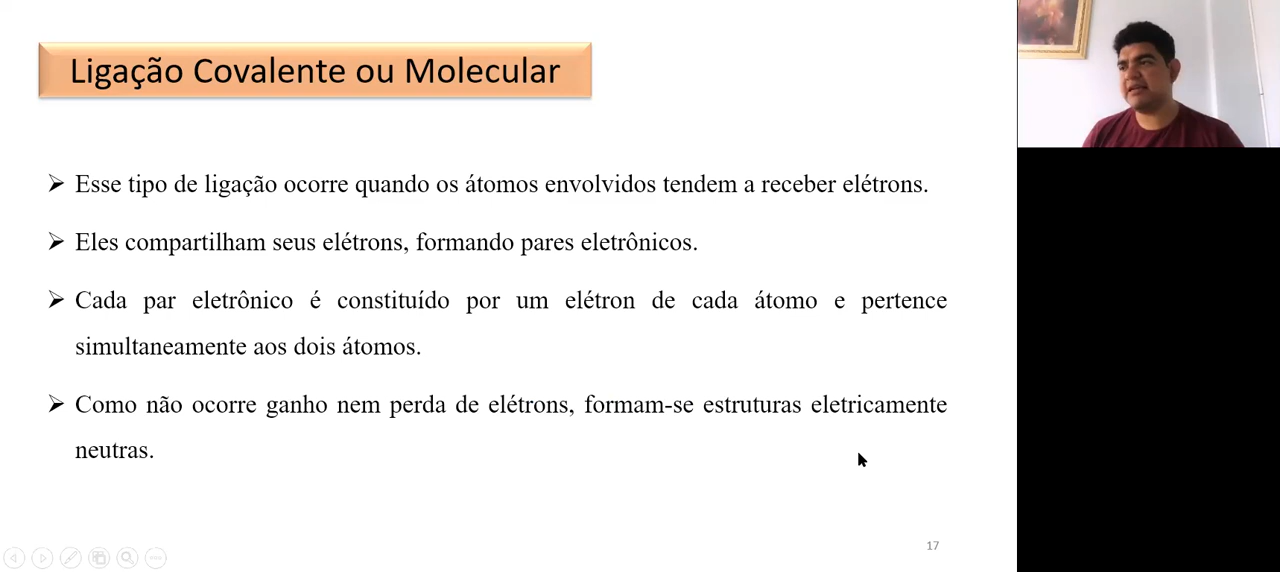 Ligação Covalente ou Molecular
➢ Esse tipo de ligação ocorre quando os átomos envolvidos tendem a receber elétrons.
➢ Eles compartilham seus elétrons, formando pares eletrônicos.
➢ Cada par eletrônico é constituído por um elétron de cada átomo e pertence
simultaneamente aos dois átomos.
➢ Como não ocorre ganho nem perda de elétrons, formam-se estruturas eletricamente
neutras.
17